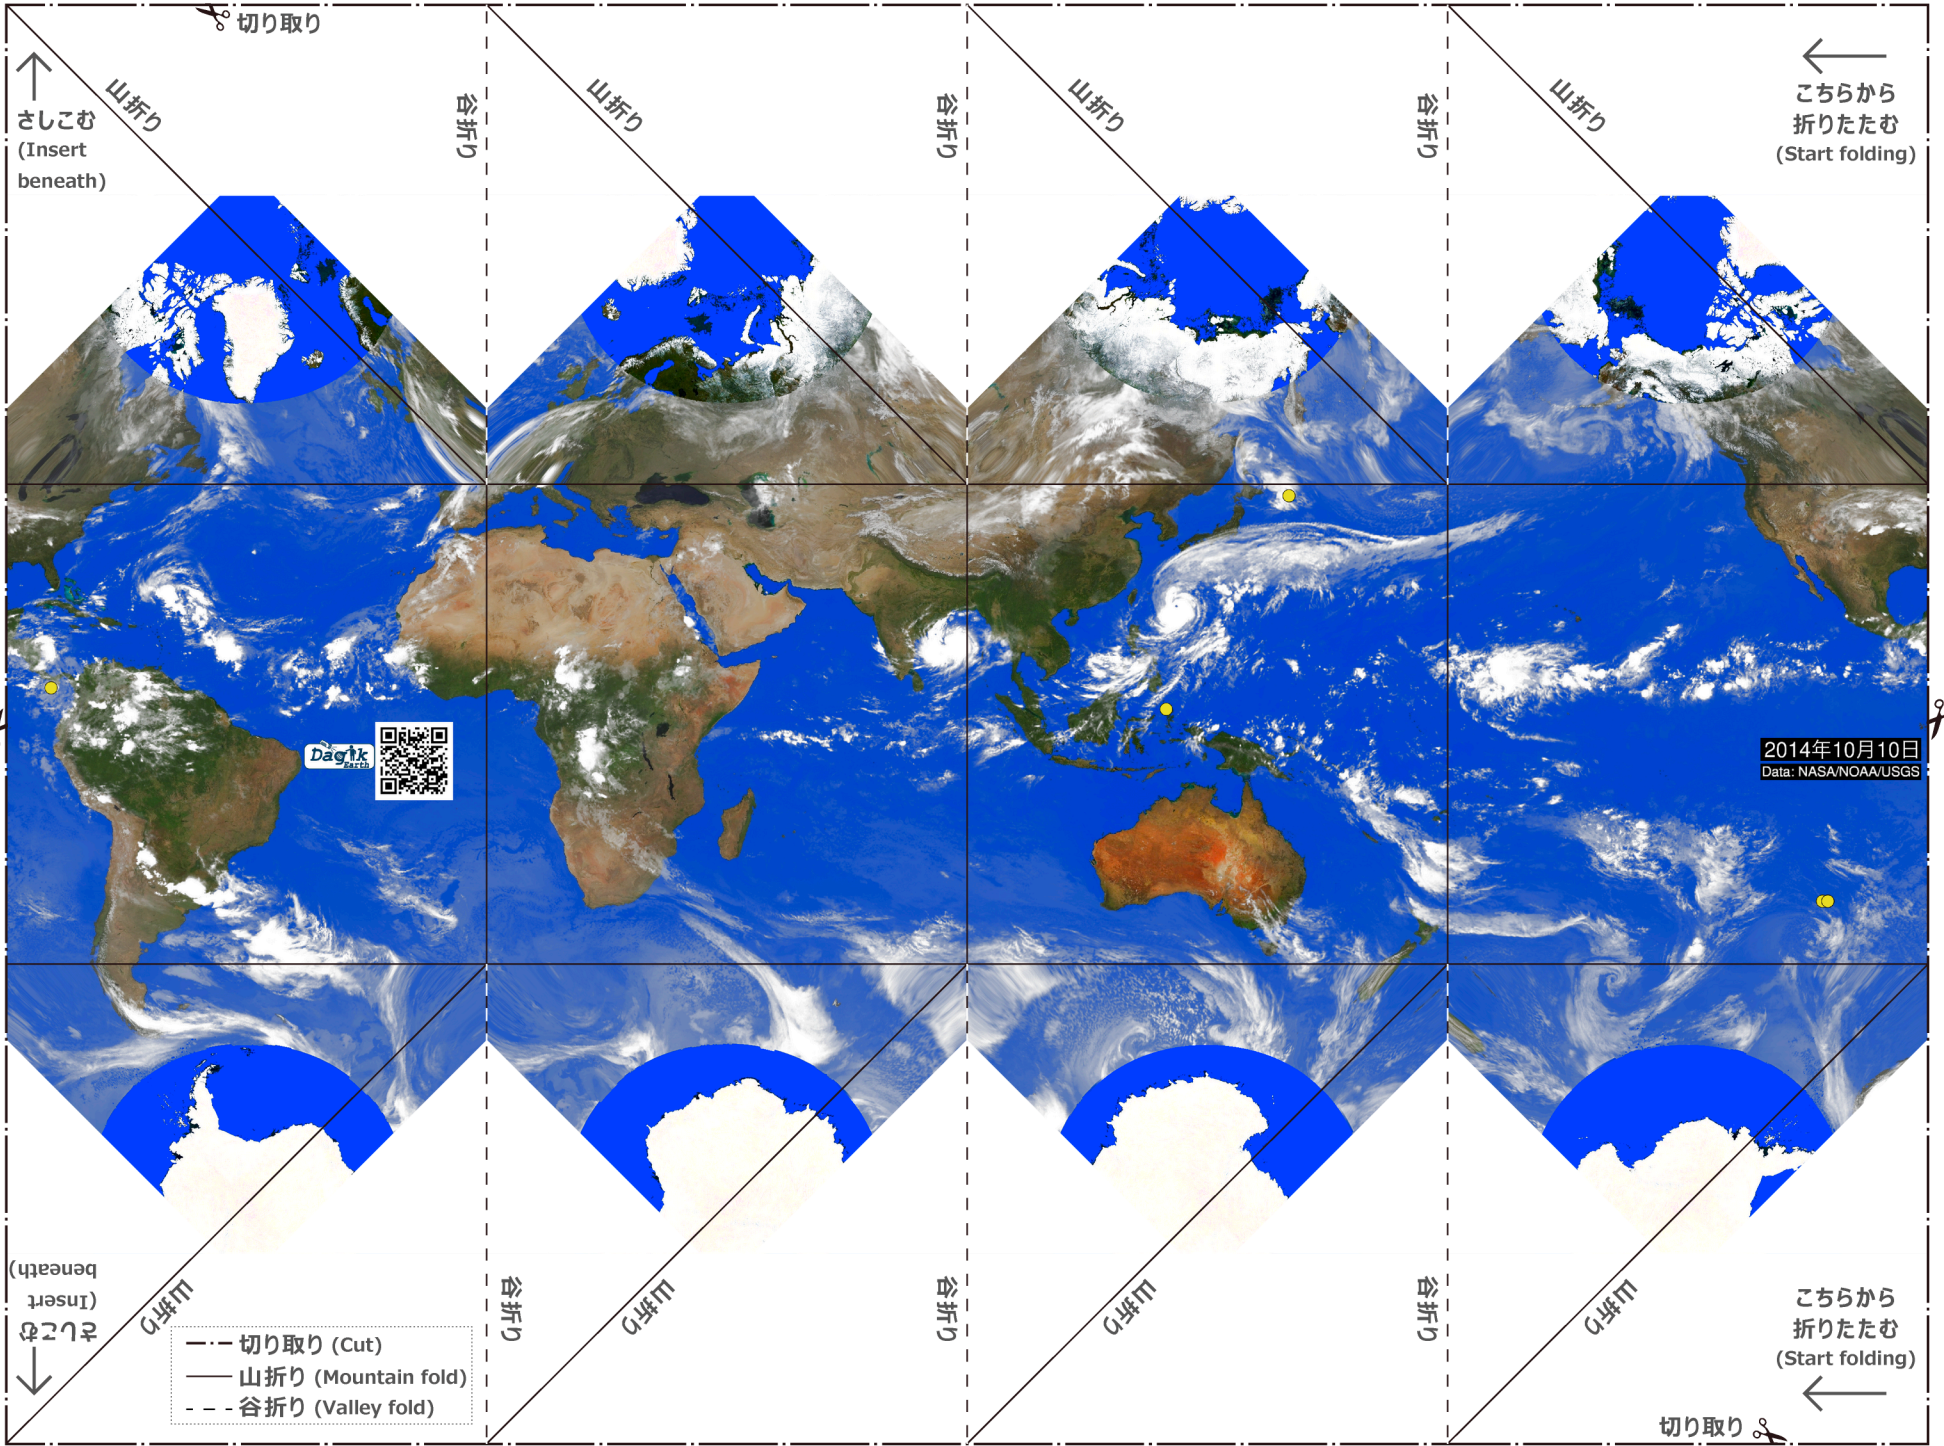 切り取り
山折り
谷折り
山折り
谷折り
山折り
谷折り
山折り
さしこむ
(Insert
beneath)
こちらから
折りたたむ
(Start folding)
Dagik
Earth
2014年10月10日
Data: NASA/NOAA/USGS
さしこむ
(Insert
beneath)
山折り
谷折り
山折り
谷折り
山折り
谷折り
山折り
こちらから
折りたたむ
(Start folding)
切り取り (Cut)
山折り (Mountain fold)
谷折り (Valley fold)
切り取り